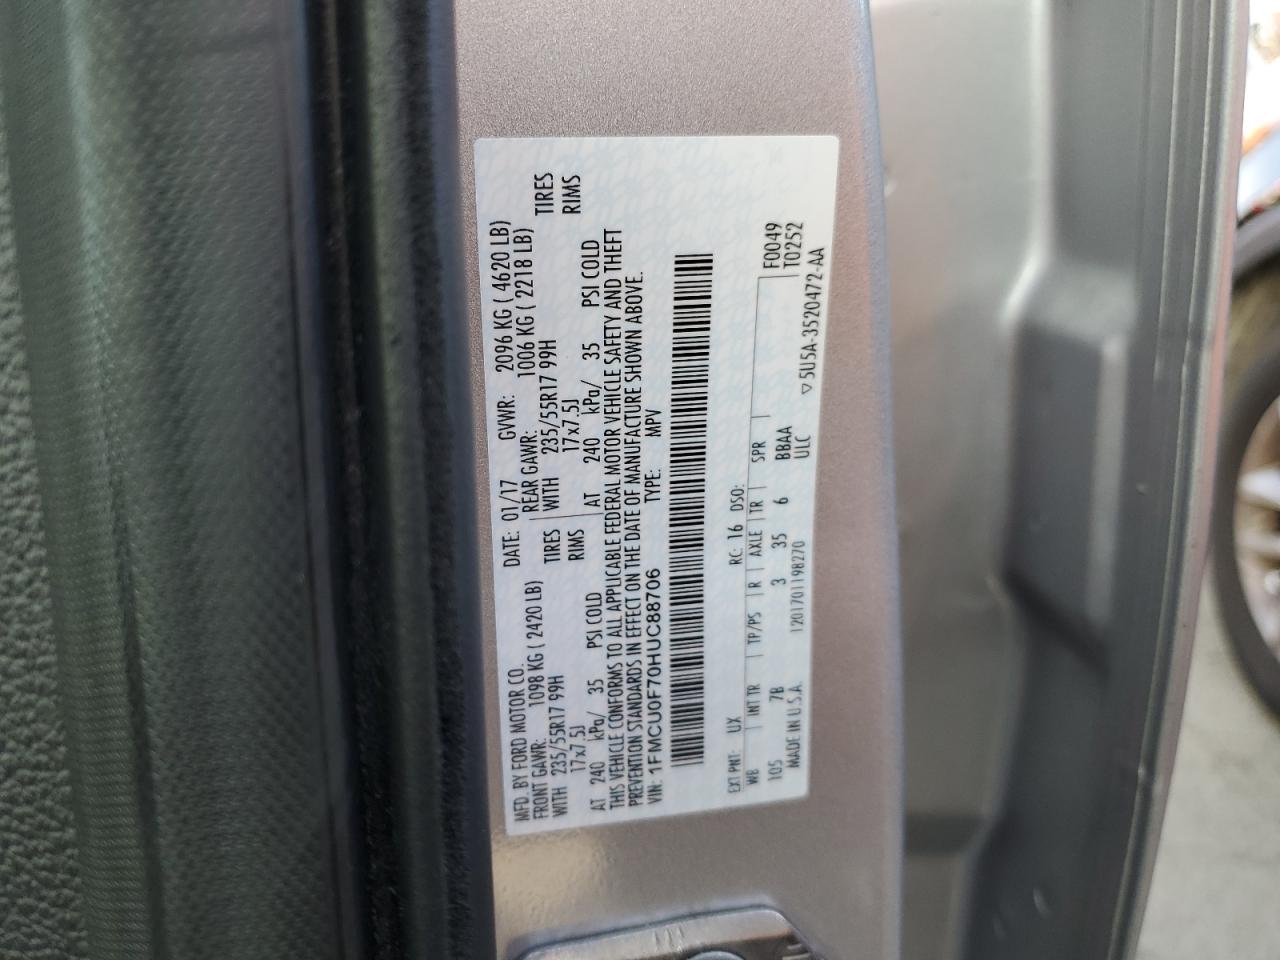 MFD. BY FORD MOTOR CO. DATE: 01/17 GVWR: 2096 KG ( 4620 LB)
FRONT GAWR: 1098 KG ( 2420 LB) REAR GAWR: 1006 KG ( 2218 LB)
WITH 235/55R17 99H TIRES WITH 235/55R17 99H TIRES
17x7.5J RIMS 17x7.5J RIMS
AT 240 kPa/ 35 PSI COLD AT 240 kPa/ 35 PSI COLD
THIS VEHICLE CONFORMS TO ALL APPLICABLE FEDERAL MOTOR VEHICLE SAFETY AND THEFT
PREVENTION STANDARDS IN EFFECT ON THE DATE OF MANUFACTURE SHOWN ABOVE.
VIN: 1FMCU0F70HUC88706 TYPE: MPV
EXT PNT: UX RC: 16 DSO:
WB INT TR TP/PS R AXLE TR SPR F0049
105 7B 3 35 6 BBAA T0252
MADE IN U.S.A. 1201701198270 ULC ▽5U5A-3520472-AA